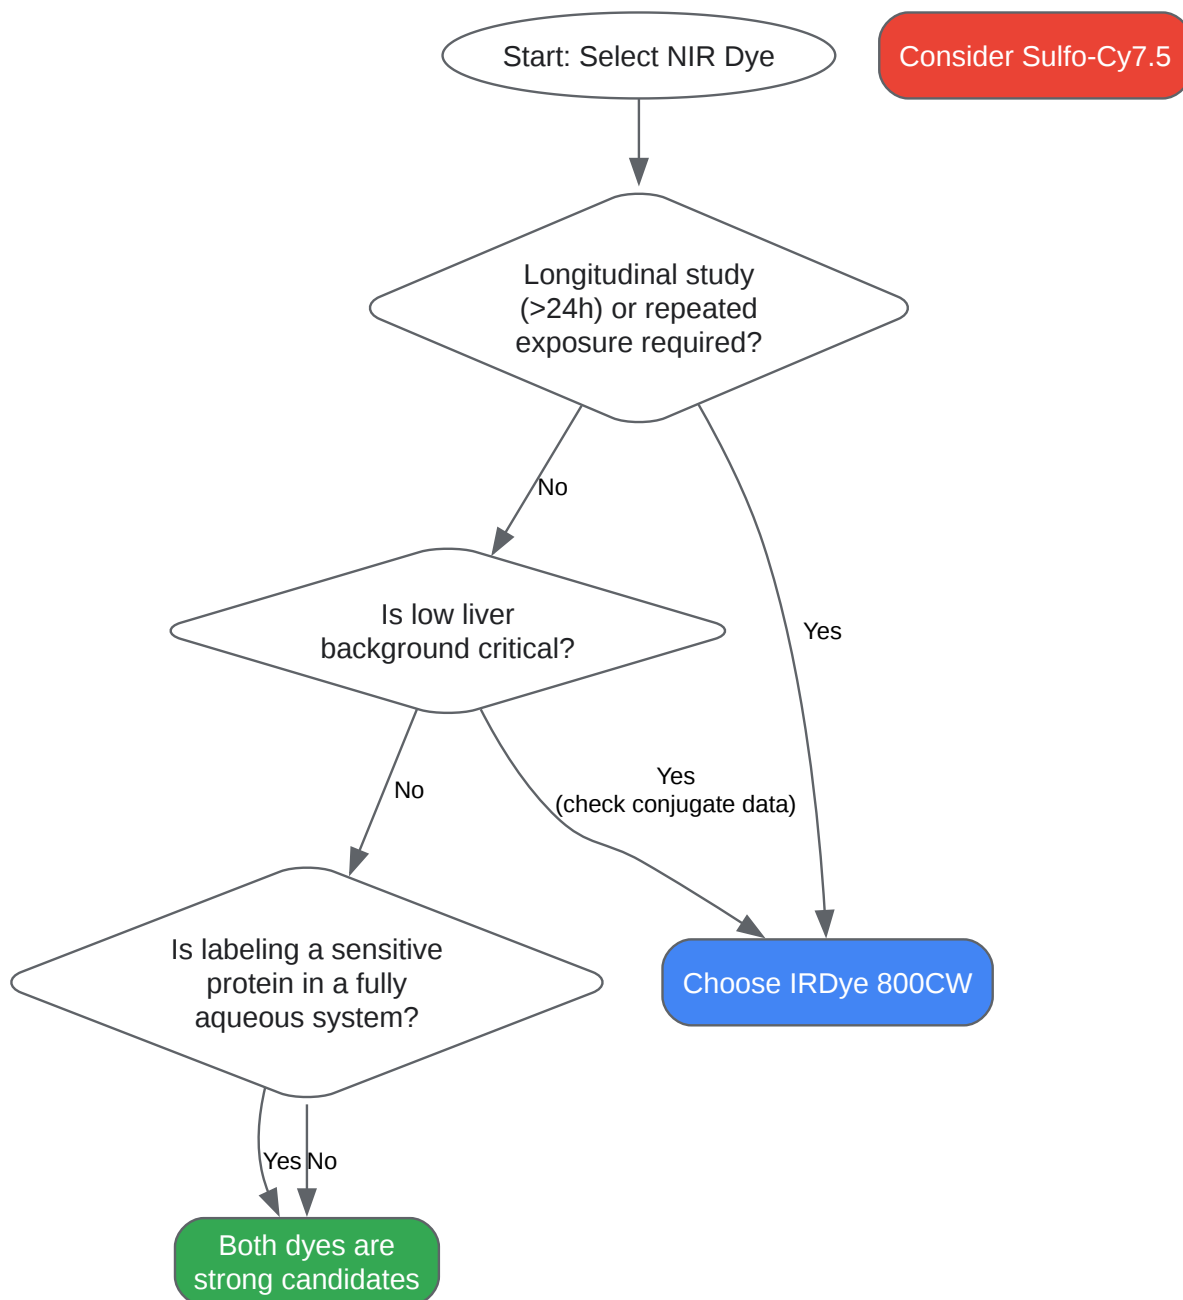 Start: Select NIR Dye
Consider Sulfo-Cy7.5
Longitudinal study
(>24h) or repeated
exposure required?
No
Is low liver
background critical?
Yes
No
Yes
(check conjugate data)
Is labeling a sensitive
protein in a fully
aqueous system?
Choose IRDye 800CW
Yes
No
Both dyes are
strong candidates